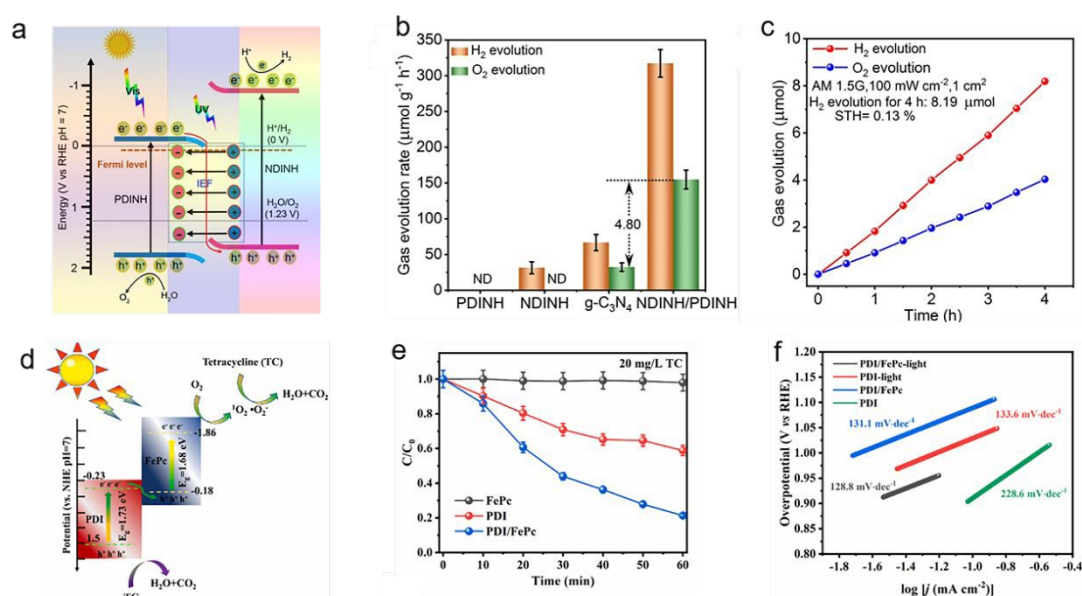 a
Energy (V vs RHE pH = 7)
-1
0
1
2
Vis
UV
H⁺
H₂
e⁻
e⁻ e⁻ e⁻ e⁻
e⁻ e⁻ e⁻ e⁻
H⁺/H₂
(0 V)
Fermi level
NDINH
PDINH
IEF
H₂O/O₂
(1.23 V)
h⁺ h⁺ h⁺ h⁺
h⁺ h⁺ h⁺ h⁺
h⁺
O₂
H₂O
b
Gas evolution rate (μmol g⁻¹ h⁻¹)
350
300
250
200
150
100
50
0
H₂ evolution
O₂ evolution
4.80
ND
ND
PDINH
NDINH
g-C₃N₄
NDINH/PDINH
c
Gas evolution (μmol)
10
8
6
4
2
0
H₂ evolution
O₂ evolution
AM 1.5G,100 mW cm⁻²,1 cm²
H₂ evolution for 4 h: 8.19 μmol
STH= 0.13 %
0 1 2 3 4
Time (h)
d
Potential (vs. NHE pH=7)
Tetracycline (TC)
O₂
H₂O+CO₂
¹O₂ •O₂⁻
e⁻ e⁻ e⁻
-1.86
FePc
Eg=1.68 eV
-0.23
e⁻ e⁻ e⁻
h⁺ h⁺ h⁺
-0.18
PDI
Eg=1.73 eV
1.5
h⁺ h⁺ h⁺
H₂O+CO₂
e
C/C₀
1.0
0.8
0.6
0.4
0.2
0.0
20 mg/L TC
FePc
PDI
PDI/FePc
0 10 20 30 40 50 60
Time (min)
f
Overpotential (V vs RHE)
1.20
1.15
1.10
1.05
1.00
0.95
0.90
0.85
0.80
PDI/FePc-light
PDI-light
PDI/FePc
PDI
131.1 mV·dec⁻¹
133.6 mV·dec⁻¹
128.8 mV·dec⁻¹
228.6 mV·dec⁻¹
-1.8 -1.6 -1.4 -1.2 -1.0 -0.8 -0.6 -0.4
log [j (mA cm⁻²)]